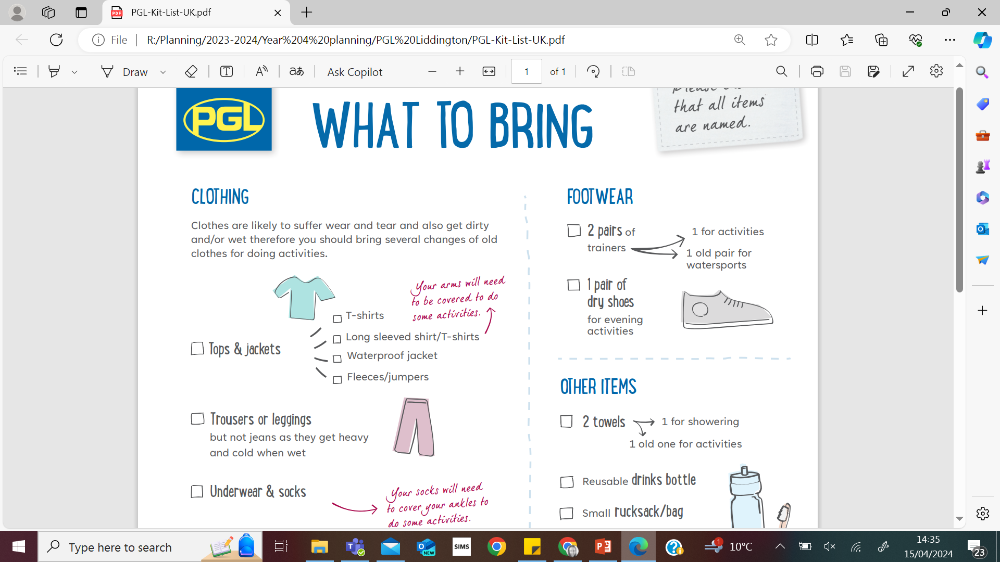 PGL-Kit-List-UK.pdf
File
R:/Planning/2023-2024/Year%204%20planning/PGL%20Liddington/PGL-Kit-List-UK.pdf
Draw
Ask Copilot
1
of 1
PGL
WHAT TO BRING
Please
that all items
are named.
CLOTHING
Clothes are likely to suffer wear and tear and also get dirty
and/or wet therefore you should bring several changes of old
clothes for doing activities.
Your arms will need
to be covered to do
some activities.
T-shirts
Long sleeved shirt/T-shirts
Tops & jackets
Waterproof jacket
Fleeces/jumpers
Trousers or leggings
but not jeans as they get heavy
and cold when wet
Underwear & socks
Your socks will need
to cover your ankles to
do some activities.
FOOTWEAR
2 pairs of
trainers
1 for activities
1 old pair for
watersports
1 pair of
dry shoes
for evening
activities
OTHER ITEMS
2 towels
1 for showering
1 old one for activities
Reusable drinks bottle
Small rucksack/bag
Type here to search
NEW
SIMS
1
10°C
14:35
15/04/2024
23